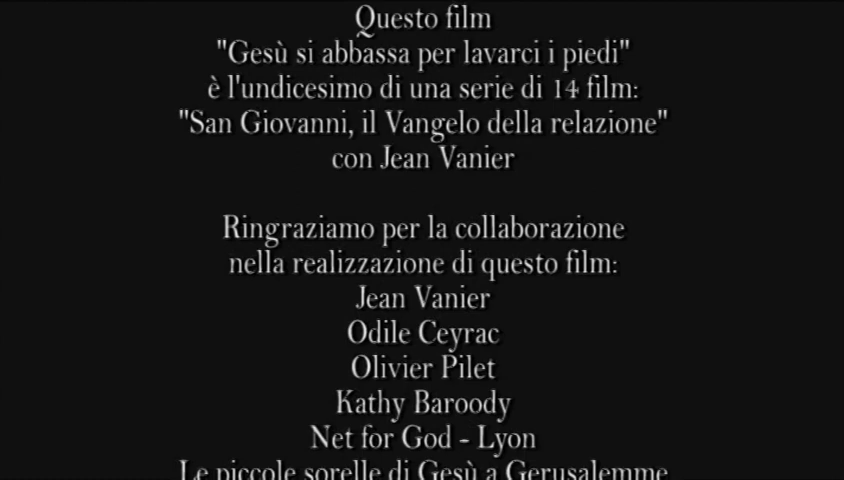 Questo film
"Gesù si abbassa per lavarci i piedi"
è l'undicesimo di una serie di 14 film:
"San Giovanni, il Vangelo della relazione"
con Jean Vanier
Ringraziamo per la collaborazione
nella realizzazione di questo film:
Jean Vanier
Odile Ceyrac
Olivier Pilet
Kathy Baroody
Net for God - Lyon
Le piccole sorelle di Gesù a Gerusalemme